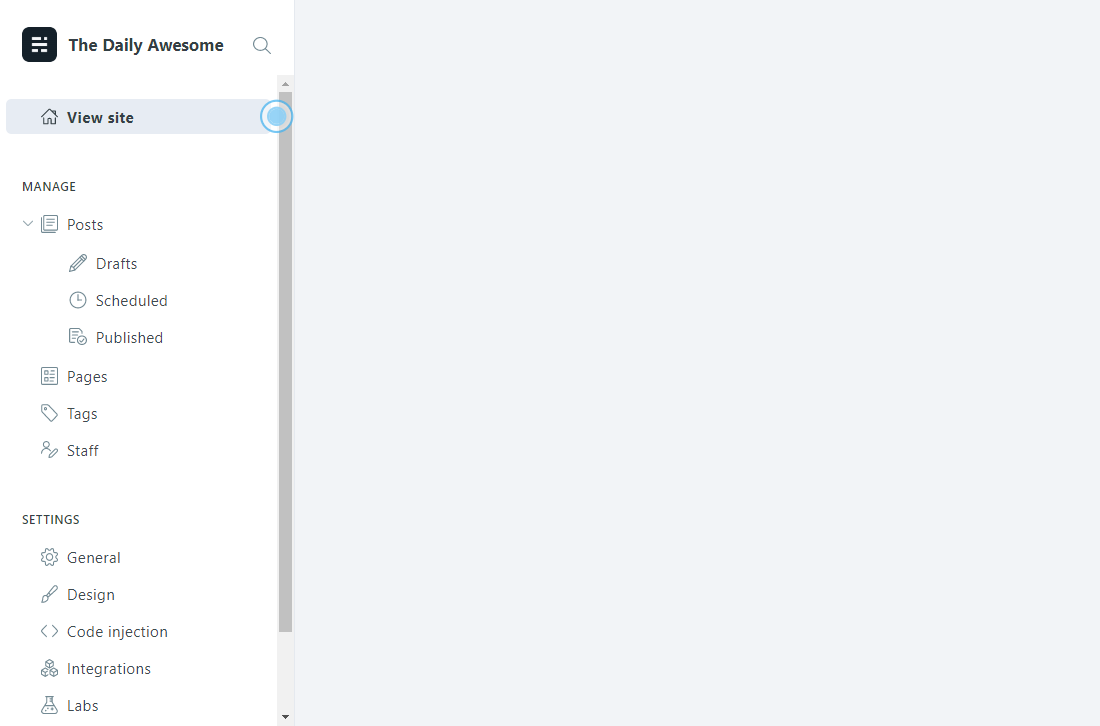 The Daily Awesome
View site
MANAGE
Posts
Drafts
Scheduled
Published
Pages
Tags
Staff
SETTINGS
General
Design
Code injection
Integrations
Labs